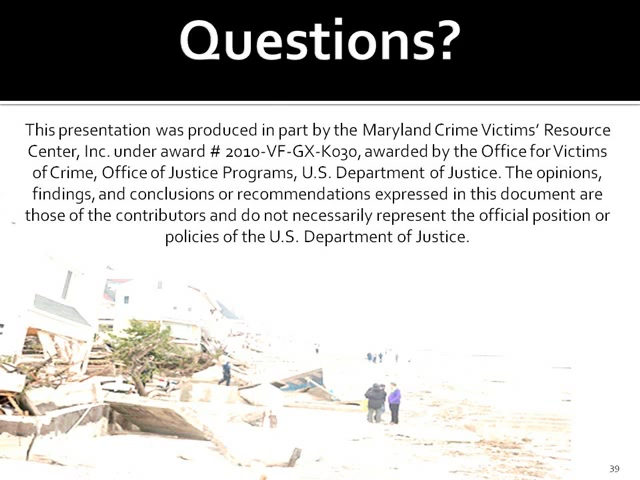 Questions?
This presentation was produced in part by the Maryland Crime Victims’ Resource
Center, Inc. under award # 2010-VF-GX-K030, awarded by the Office for Victims
of Crime, Office of Justice Programs, U.S. Department of Justice. The opinions,
findings, and conclusions or recommendations expressed in this document are
those of the contributors and do not necessarily represent the official position or
policies of the U.S. Department of Justice.
39